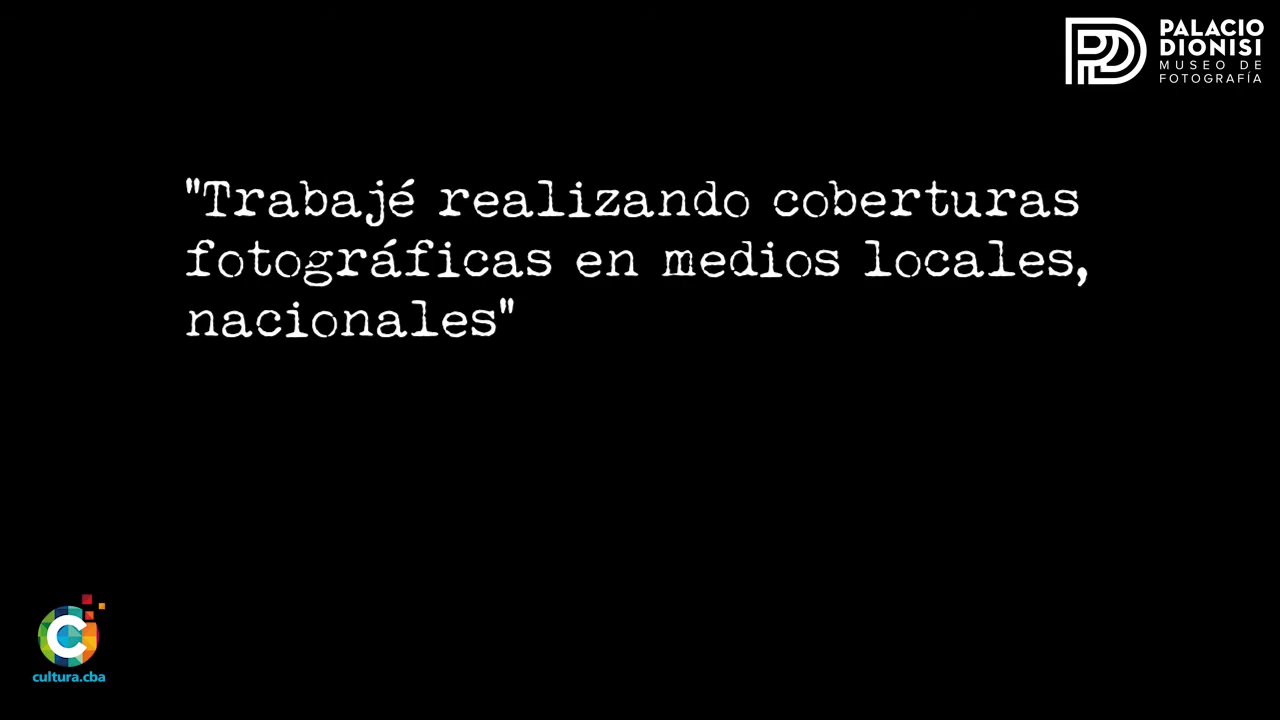 PALACIO
DIONISI
MUSEO DE
FOTOGRAFÍA
"Trabajé realizando coberturas
fotográficas en medios locales,
nacionales"
cultura.cba